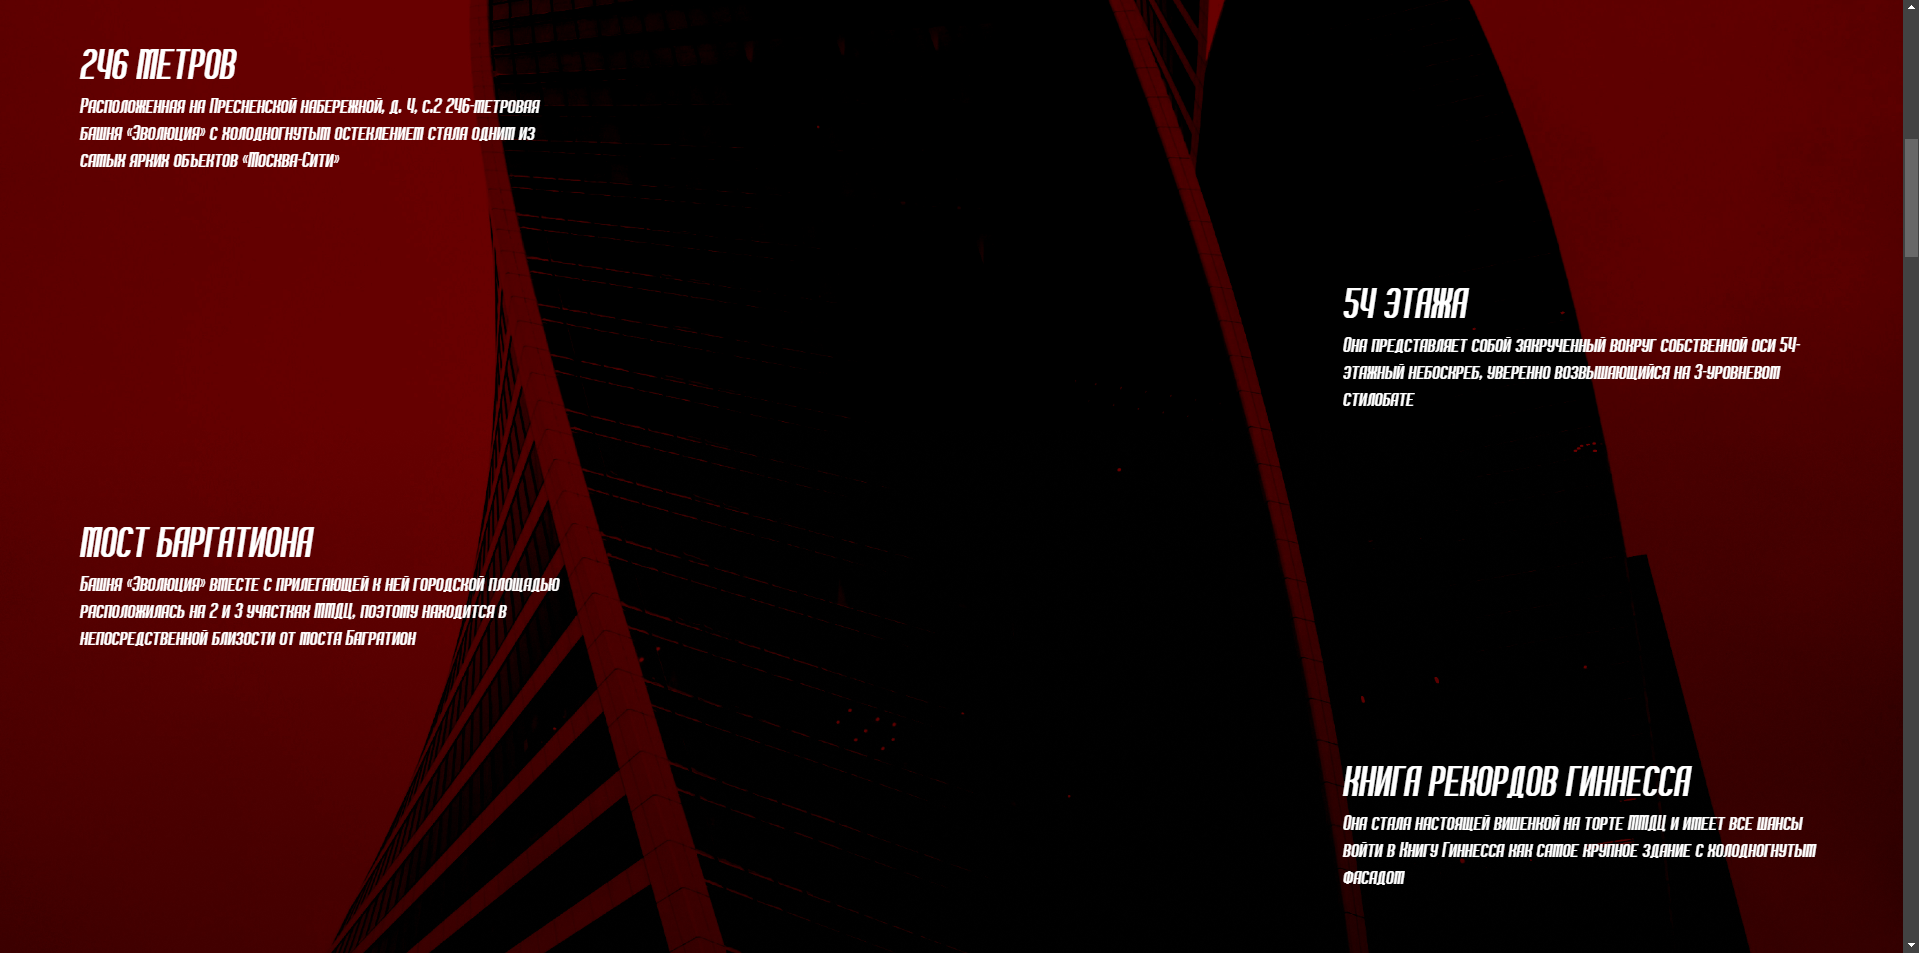 246 МЕТРОВ
Расположенная на Пресненской набережной, д. 4, с.2 246-метровая
башня «Эволюция» с холодногнутым остеклением стала одним из
самых ярких объектов «Москва-Сити»
54 ЭТАЖА
Она представляет собой закрученный вокруг собственной оси 54-
этажный небоскреб, уверенно возвышающийся на 3-уровневом
стилобате
МОСТ БАРГАТИОНА
Башня «Эволюция» вместе с прилегающей к ней городской площадью
расположилась на 2 и 3 участках ММДЦ, поэтому находится в
непосредственной близости от моста Багратион
КНИГА РЕКОРДОВ ГИННЕССА
Она стала настоящей вишенкой на торте ММДЦ и имеет все шансы
войти в Книгу Гиннесса как самое крупное здание с холодногнутым
фасадом